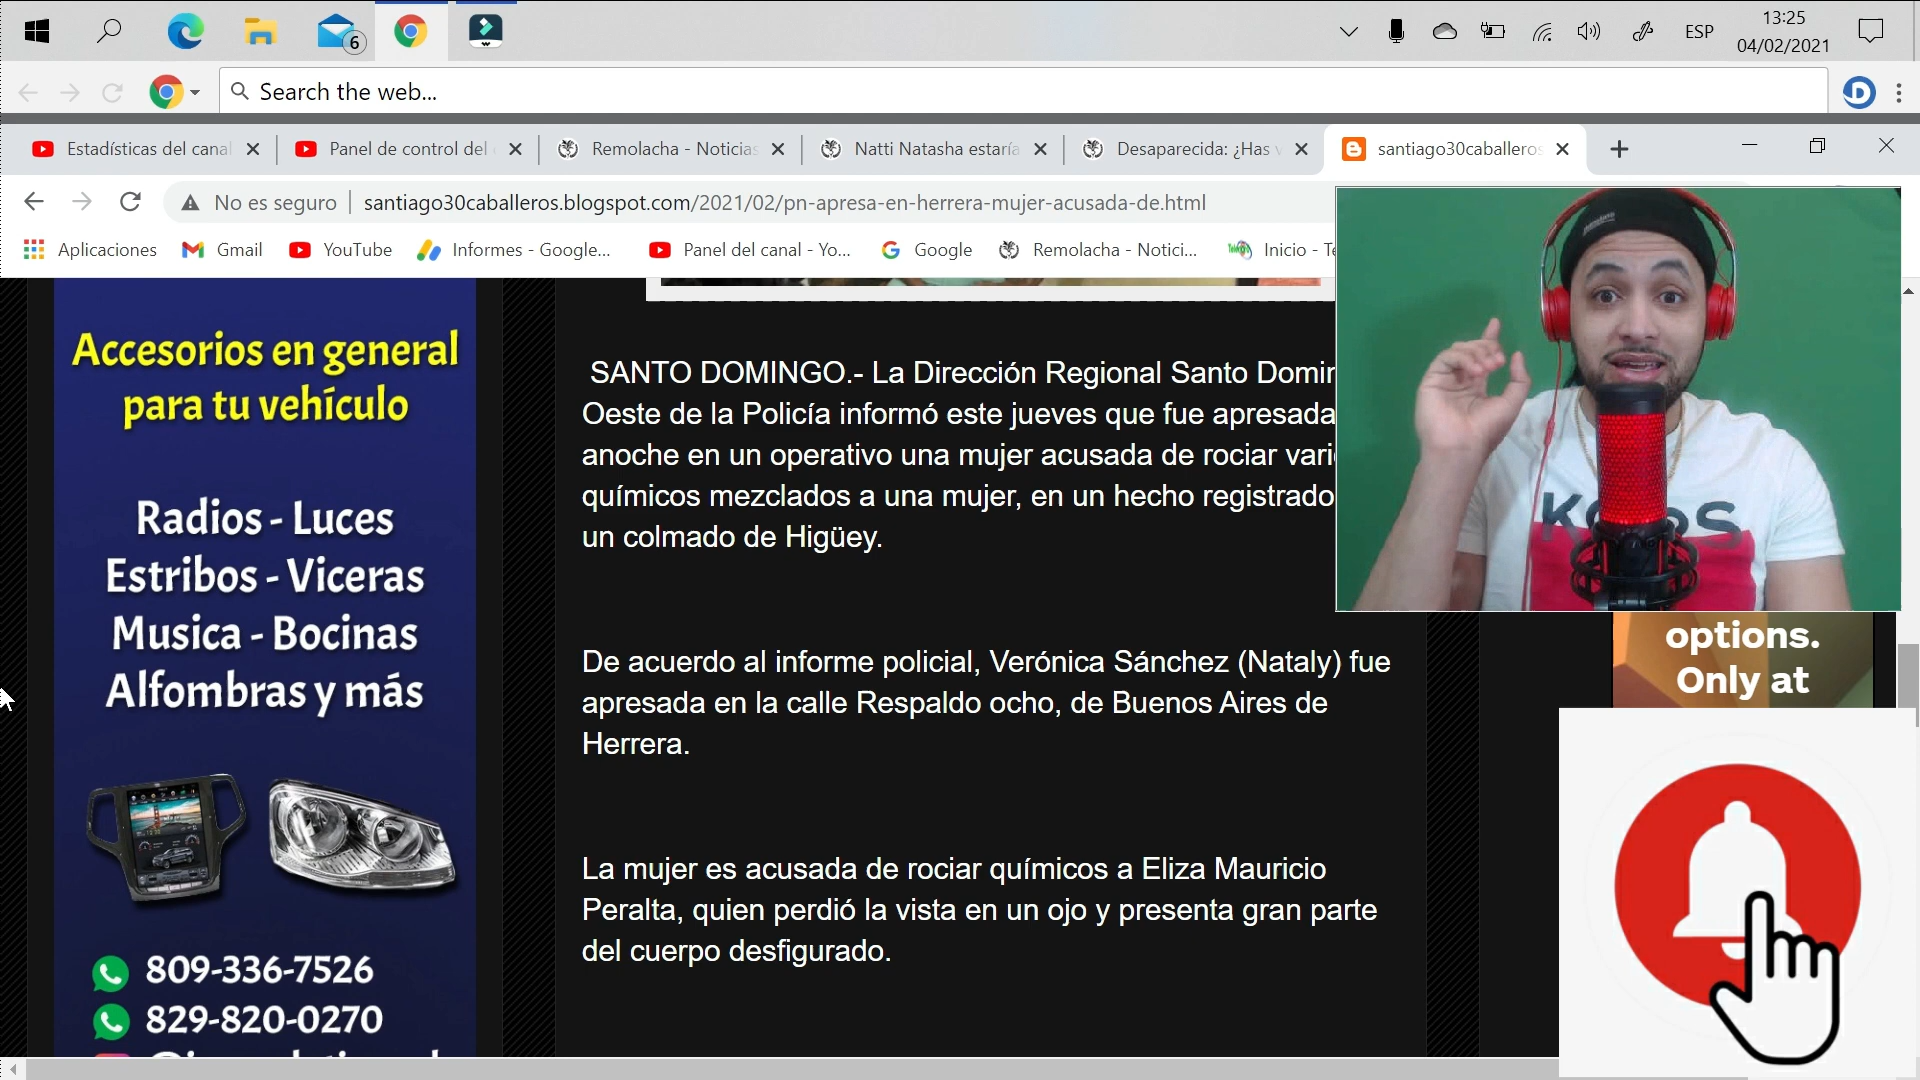 6
ESP
13:25
04/02/2021
Search the web...
Estadísticas del canal
Panel de control del
Remolacha - Noticias
Natti Natasha estaría
Desaparecida: ¿Has
santiago30caballeros
No es seguro
santiago30caballeros.blogspot.com/2021/02/pn-apresa-en-herrera-mujer-acusada-de.html
Aplicaciones
Gmail
YouTube
Informes - Google...
Panel del canal - Yo...
Google
Remolacha - Notici...
Inicio - Te
Accesorios en general
para tu vehículo
Radios - Luces
Estribos - Viceras
Musica - Bocinas
Alfombras y más
809-336-7526
829-820-0270
SANTO DOMINGO.- La Dirección Regional Santo Domin
Oeste de la Policía informó este jueves que fue apresada
anoche en un operativo una mujer acusada de rociar vari
químicos mezclados a una mujer, en un hecho registrado
un colmado de Higüey.
De acuerdo al informe policial, Verónica Sánchez (Nataly) fue
apresada en la calle Respaldo ocho, de Buenos Aires de
Herrera.
La mujer es acusada de rociar químicos a Eliza Mauricio
Peralta, quien perdió la vista en un ojo y presenta gran parte
del cuerpo desfigurado.
options.
Only at